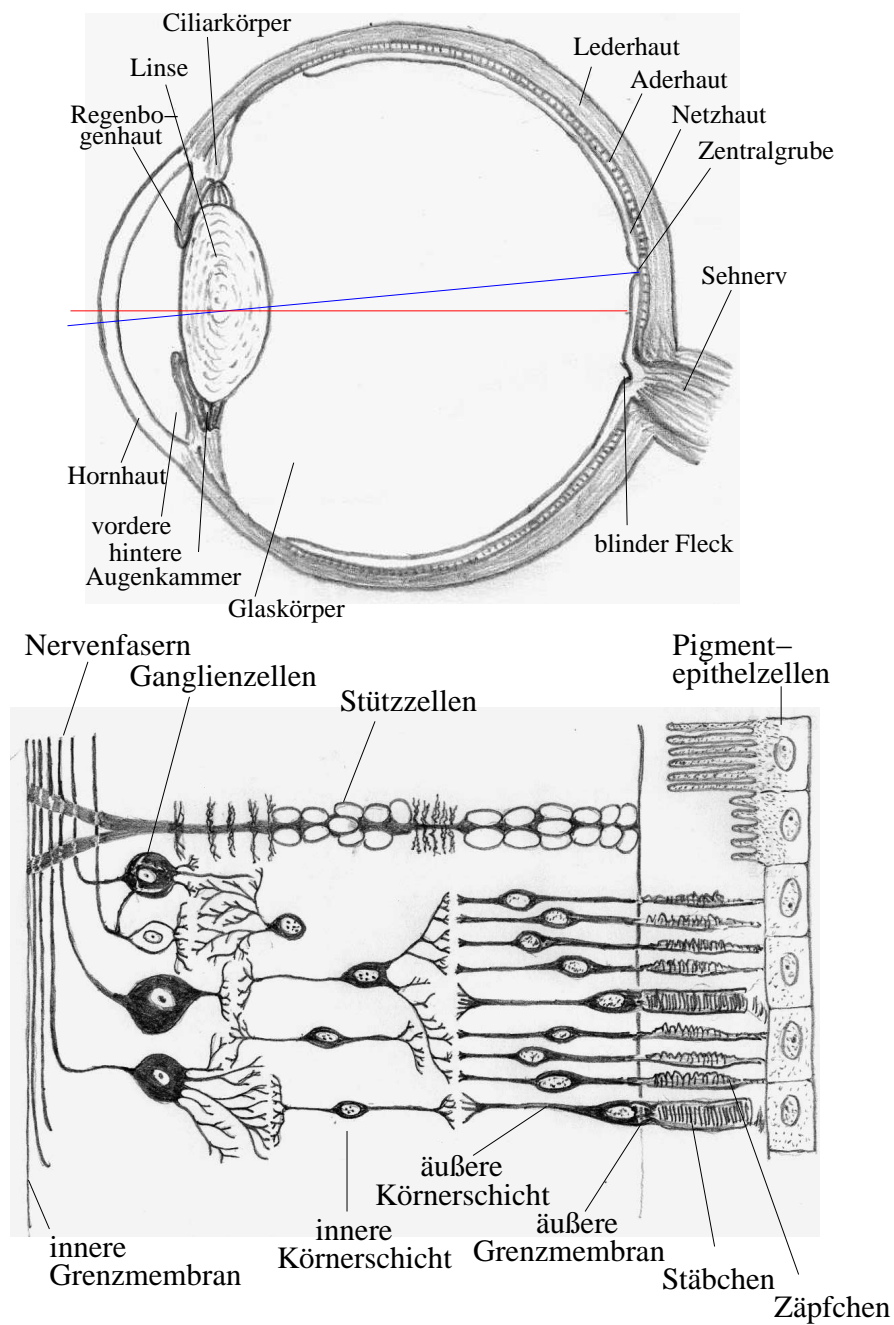 Ciliarkörper
Linse
Regenbo–
genhaut
Lederhaut
Aderhaut
Netzhaut
Zentralgrube
Sehnerv
Hornhaut
vordere
hintere
Augenkammer
Glaskörper
blinder Fleck
Nervenfasern
Ganglienzellen
Stützzellen
Pigment–
epithelzellen
äußere
Körnerschicht
innere
Körnerschicht
äußere
Grenzmembran
innere
Grenzmembran
Stäbchen
Zäpfchen